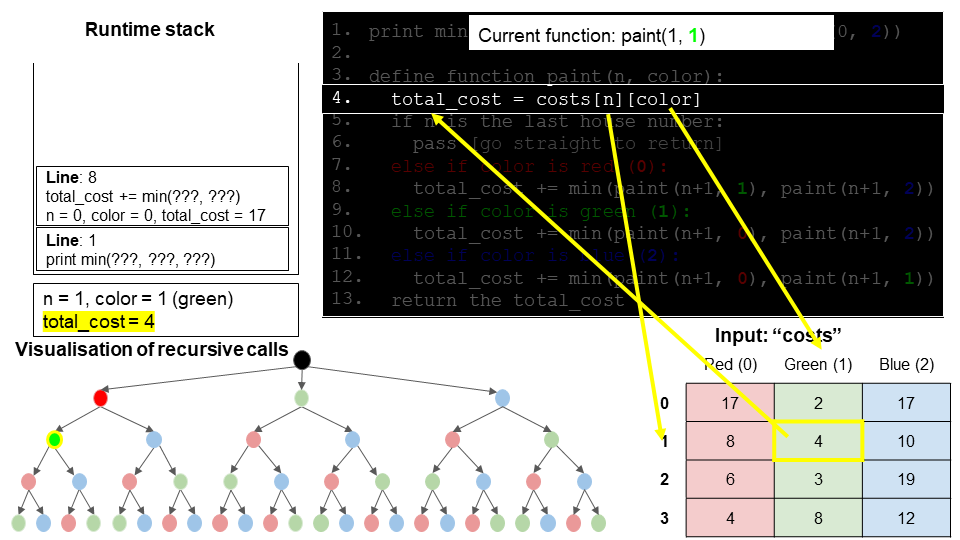 Runtime stack
Current function: paint(1, 1)
1. print min 0, 2))
2.
3. define function paint(n, color):
4. total_cost = costs[n][color]
5. if n is the last house number:
6. pass [go straight to return]
7. else if color is red (0):
8. total_cost += min(paint(n+1, 1), paint(n+1, 2))
9. else if color is green (1):
10. total_cost += min(paint(n+1, 0), paint(n+1, 2))
11. else if color is blue (2):
12. total_cost += min(paint(n+1, 0), paint(n+1, 1))
13. return the total_cost
Line: 8
total_cost += min(???, ???)
n = 0, color = 0, total_cost = 17
Line: 1
print min(???, ???, ???)
n = 1, color = 1 (green)
total_cost = 4
Visualisation of recursive calls
Input: “costs”
Red (0) Green (1) Blue (2)
0 17 2 17
1 8 4 10
2 6 3 19
3 4 8 12